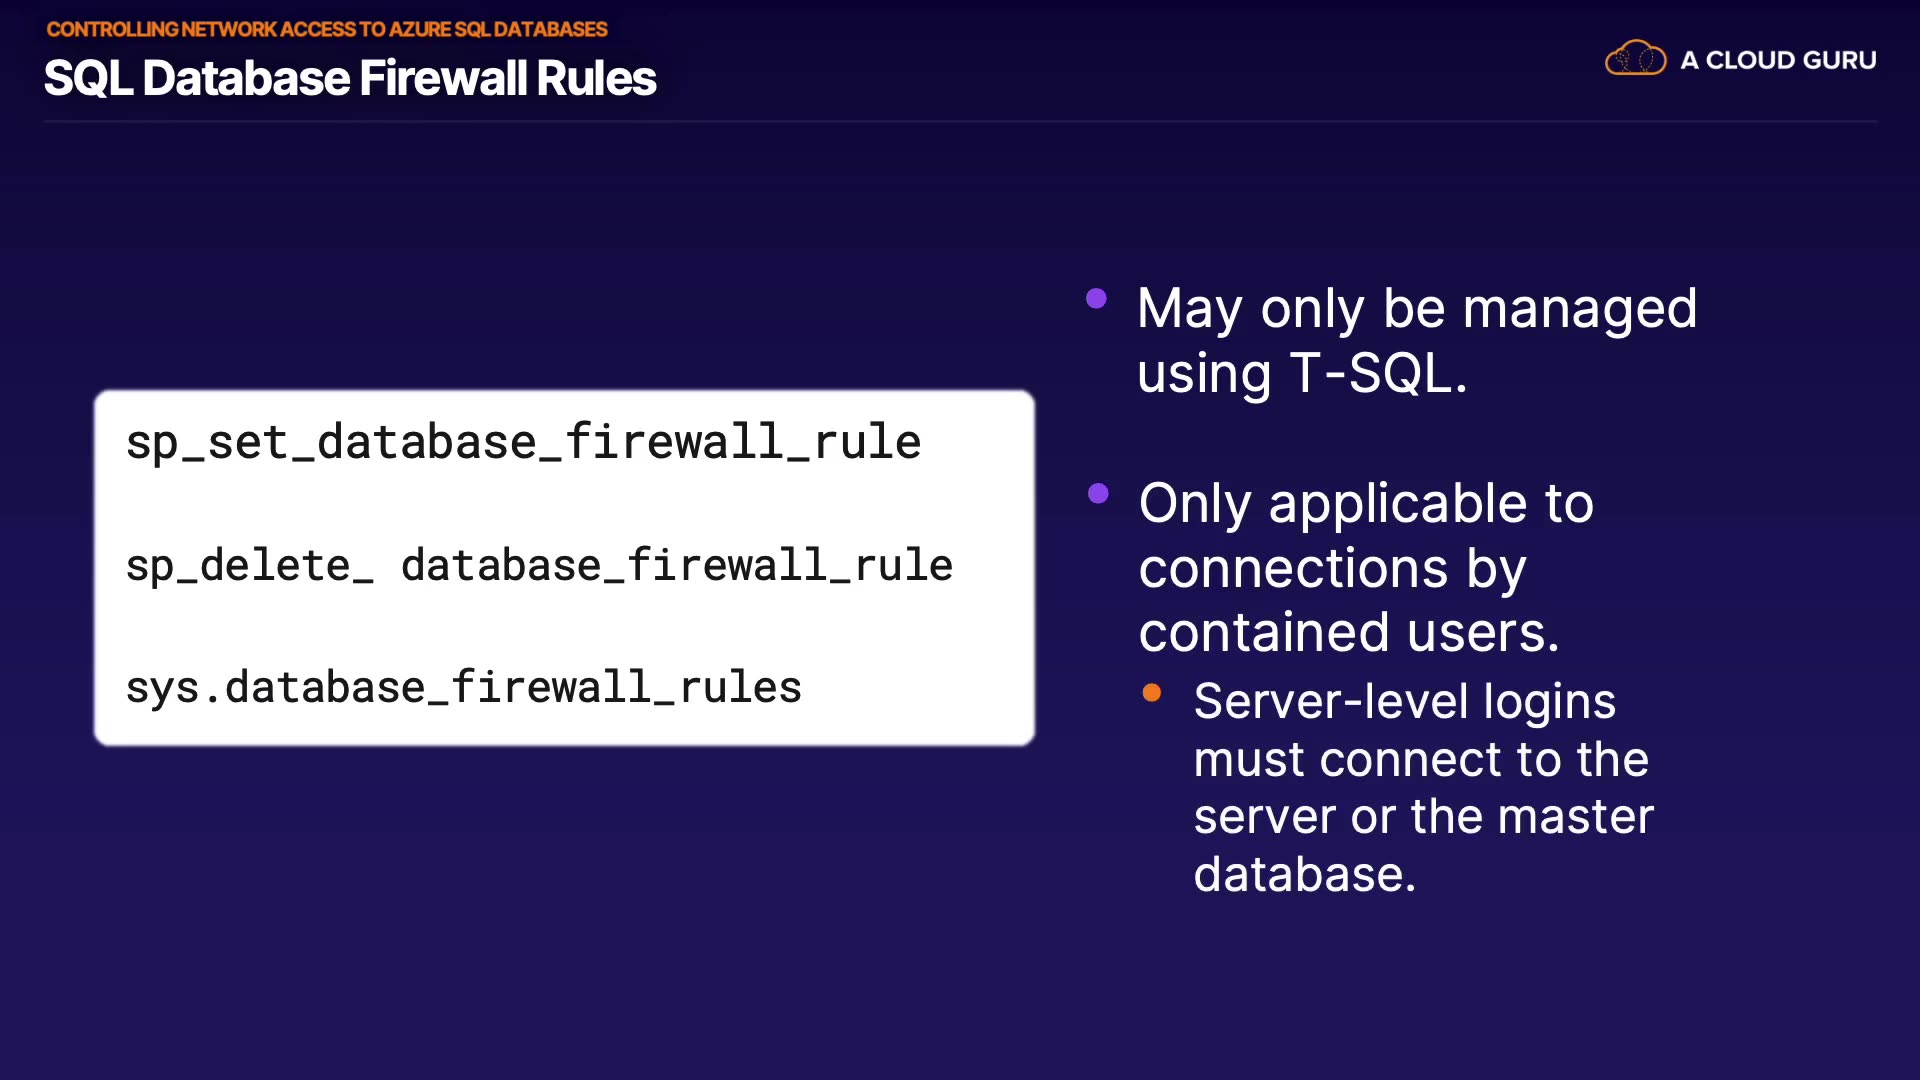 CONTROLLING NETWORK ACCESS TO AZURE SQL DATABASES
SQL Database Firewall Rules
A CLOUD GURU
sp_set_database_firewall_rule
sp_delete_ database_firewall_rule
sys.database_firewall_rules
May only be managed
using T-SQL.
Only applicable to
connections by
contained users.
Server-level logins
must connect to the
server or the master
database.